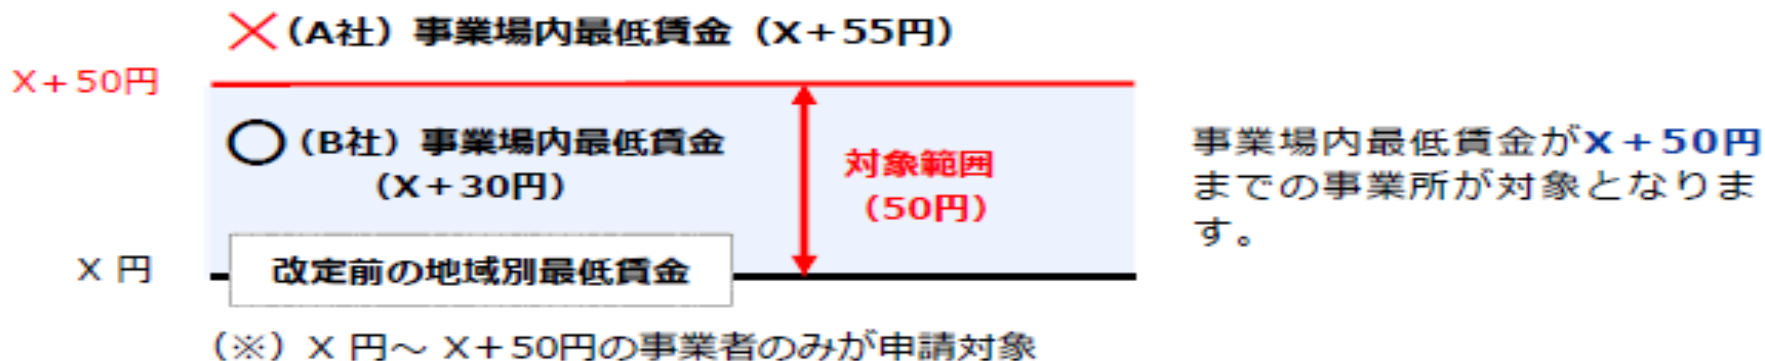 (A社)事業場内最低賃金(X+55円)
X+50円
(B社)事業場内最低賃金
(X+30円)
対象範囲
(50円)
事業場内最低賃金がX+50円
までの事業所が対象となりま
す。
X 円
改定前の地域別最低賃金
(※)X 円~ X+50円の事業者のみが申請対象